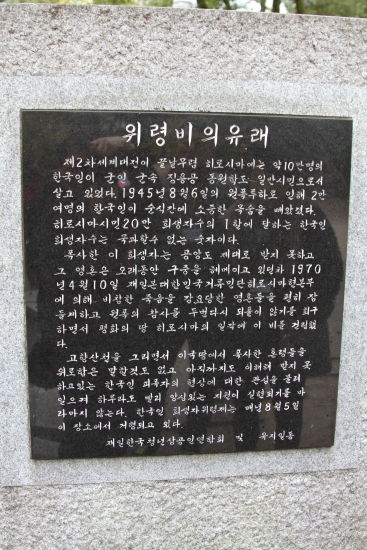 위령비의유래
제2차세계대전이 끝날무렵 히로시마에는 약10만명의
한국인이 군인 군속 징용공 동원학도 일반시민으로서
살고 있었다. 1945년8월6일의 원폭투하로 인해 2만
여명의 한국인이 순식간에 소중한 목숨을 빼앗겼다.
히로시마시민20만 희생자수의 1할에 달하는 한국인
희생자수는 묵과할수 없는 숫자이다.
폭사한 이 희생자는 공양도 제대로 받지 못하고
그 영혼은 오래동안 구중을 헤메이고 있던차 1970
년4월10일 재일본대한민국거류민단히로시마현본부
에 의해 비참한 죽음을 강요당한 영혼들을 편히 잠
들게하고 원폭의 참사를 두번다시 되풀이 않기를 희구
하면서 평화의 땅 히로시마의 일각에 이 비를 건립했
다.
고향산천을 그리면서 이국땅에서 폭사한 혼령들을
위로함은 말할것도 없고 아직까지도 이해해 받지 못
하고있는 한국인 피폭자의 현상에 대한 관심을 불러
일으켜 하루라도 빨리 양심있는 지원이 실현되기를 바
라마지 않는다. 한국인 희생자위령제는 매년8월5일
이 장소에서 거행되고 있다.
재일한국청년상공인연합회 및 유지일동